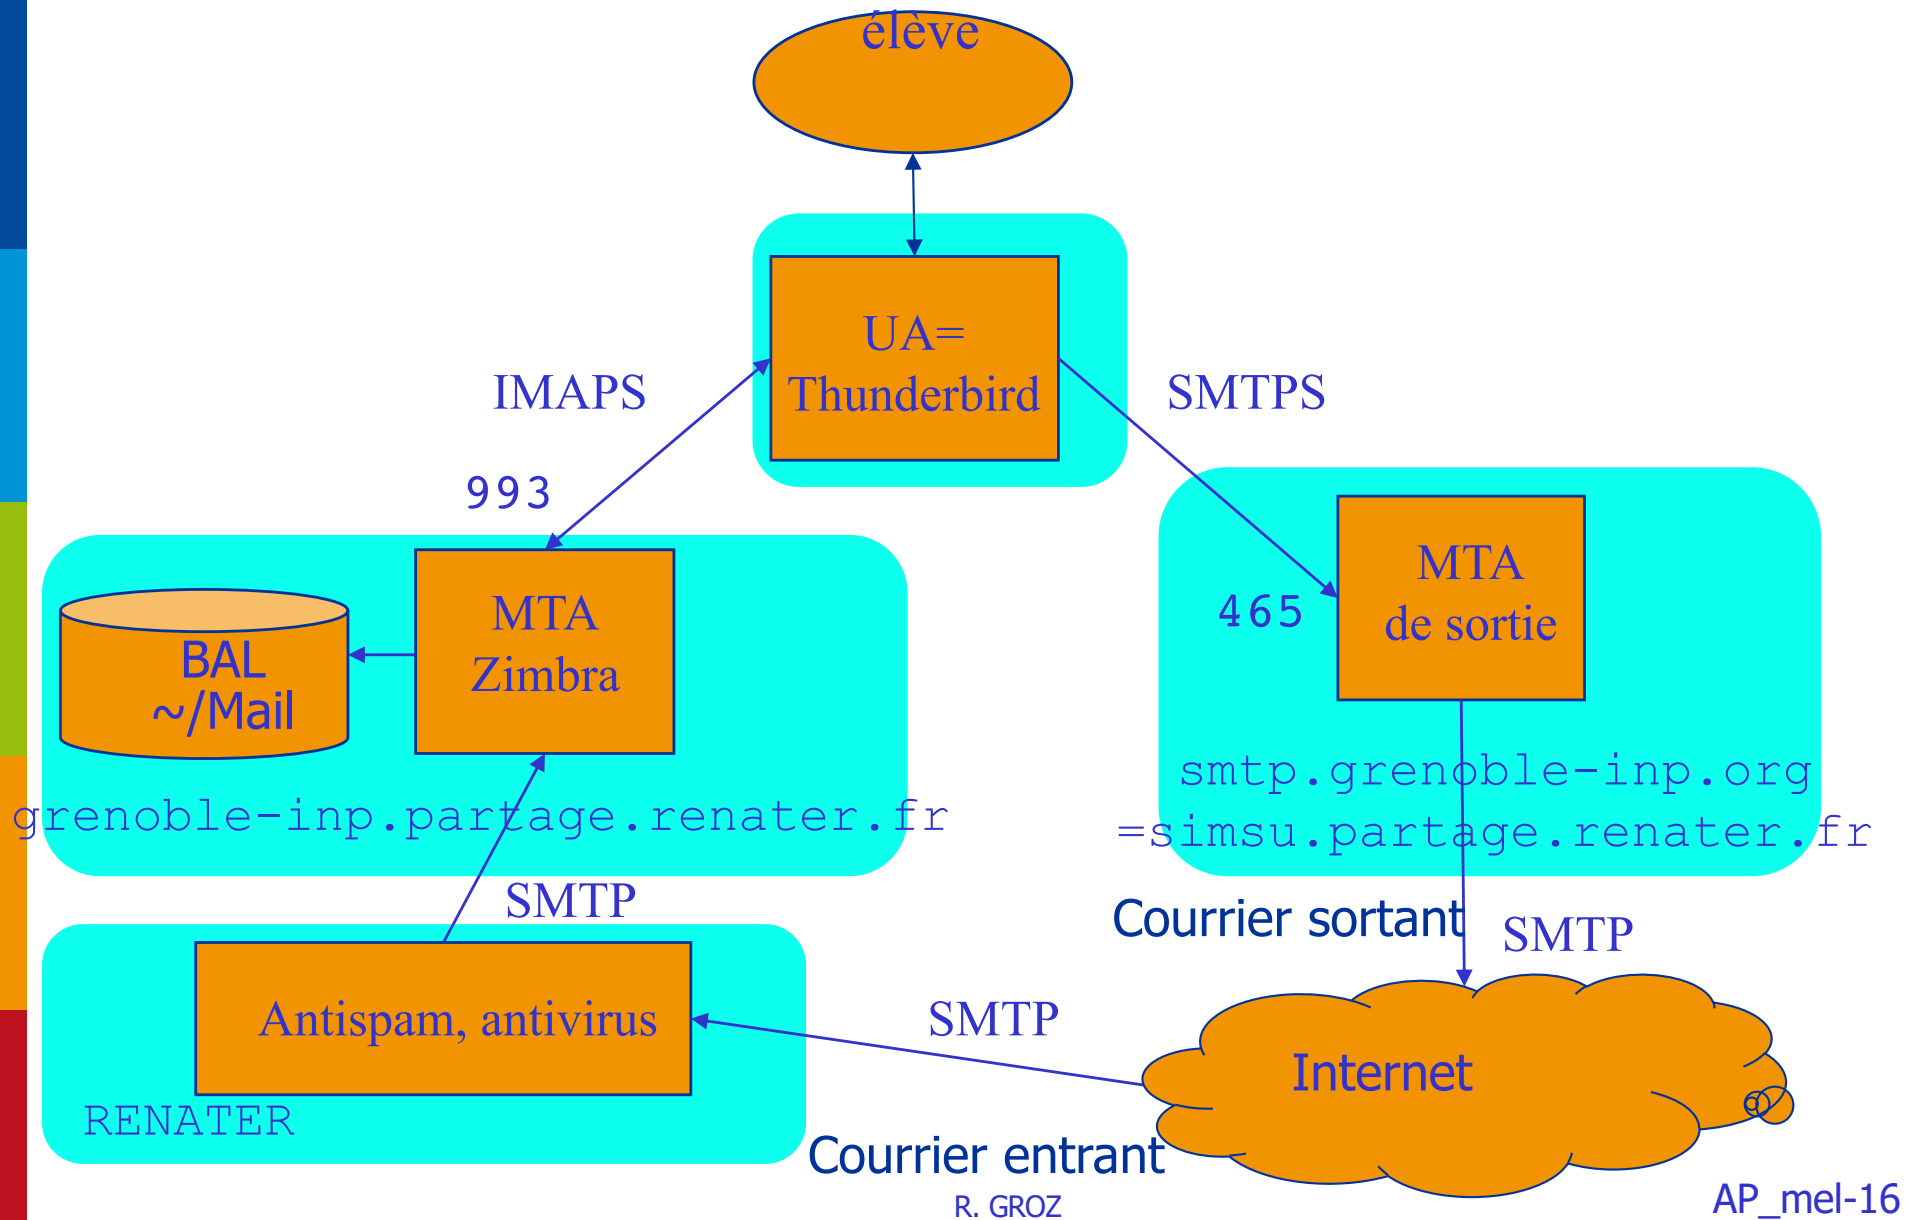 élève
UA=
Thunderbird
IMAPS
SMTPS
993
MTA
Zimbra
BAL
~/Mail
grenoble-inp.partage.renater.fr
465
MTA
de sortie
smtp.grenoble-inp.org
=simsu.partage.renater.fr
SMTP
Courrier sortant
SMTP
Antispam, antivirus
RENATER
SMTP
Internet
Courrier entrant
R. GROZ
AP_mel-16